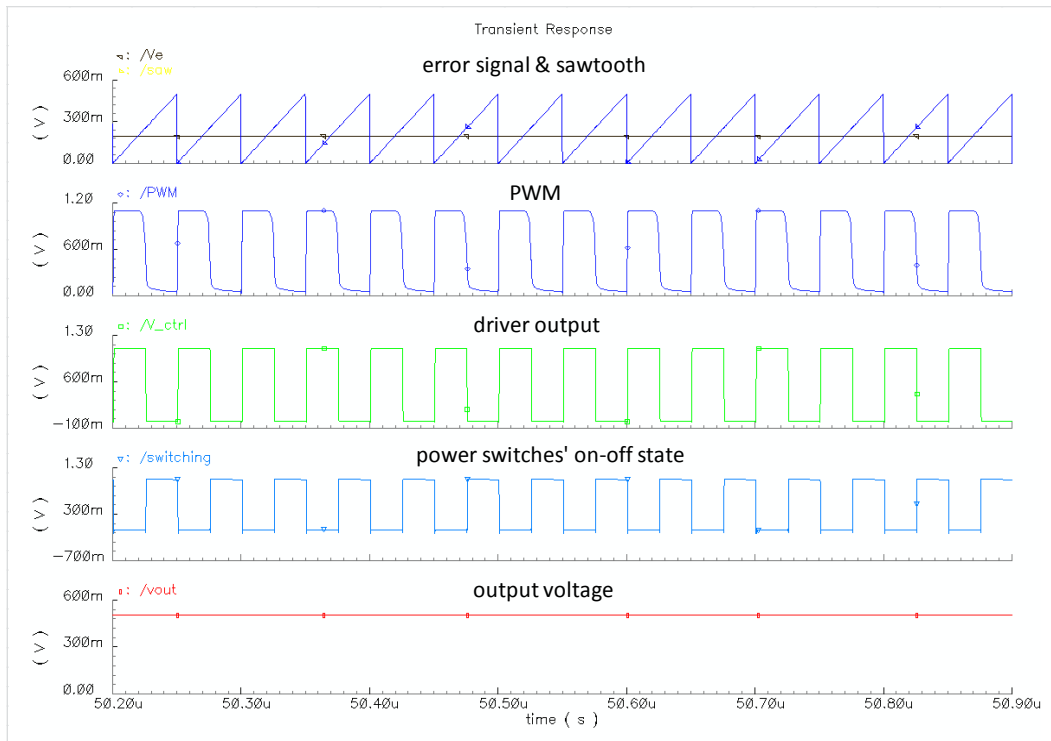 Transient Response
◁: /Ve
▹: /saw
error signal & sawtooth
600m
300m
0.00
( V )
◇: /PWM
PWM
1.20
600m
0.00
( V )
□: /V_ctrl
driver output
1.30
600m
-100m
( V )
▽: /switching
power switches' on-off state
1.30
300m
-700m
( V )
▯: /vout
output voltage
600m
300m
0.00
( V )
50.20u 50.30u 50.40u 50.50u 50.60u 50.70u 50.80u 50.90u
time ( s )